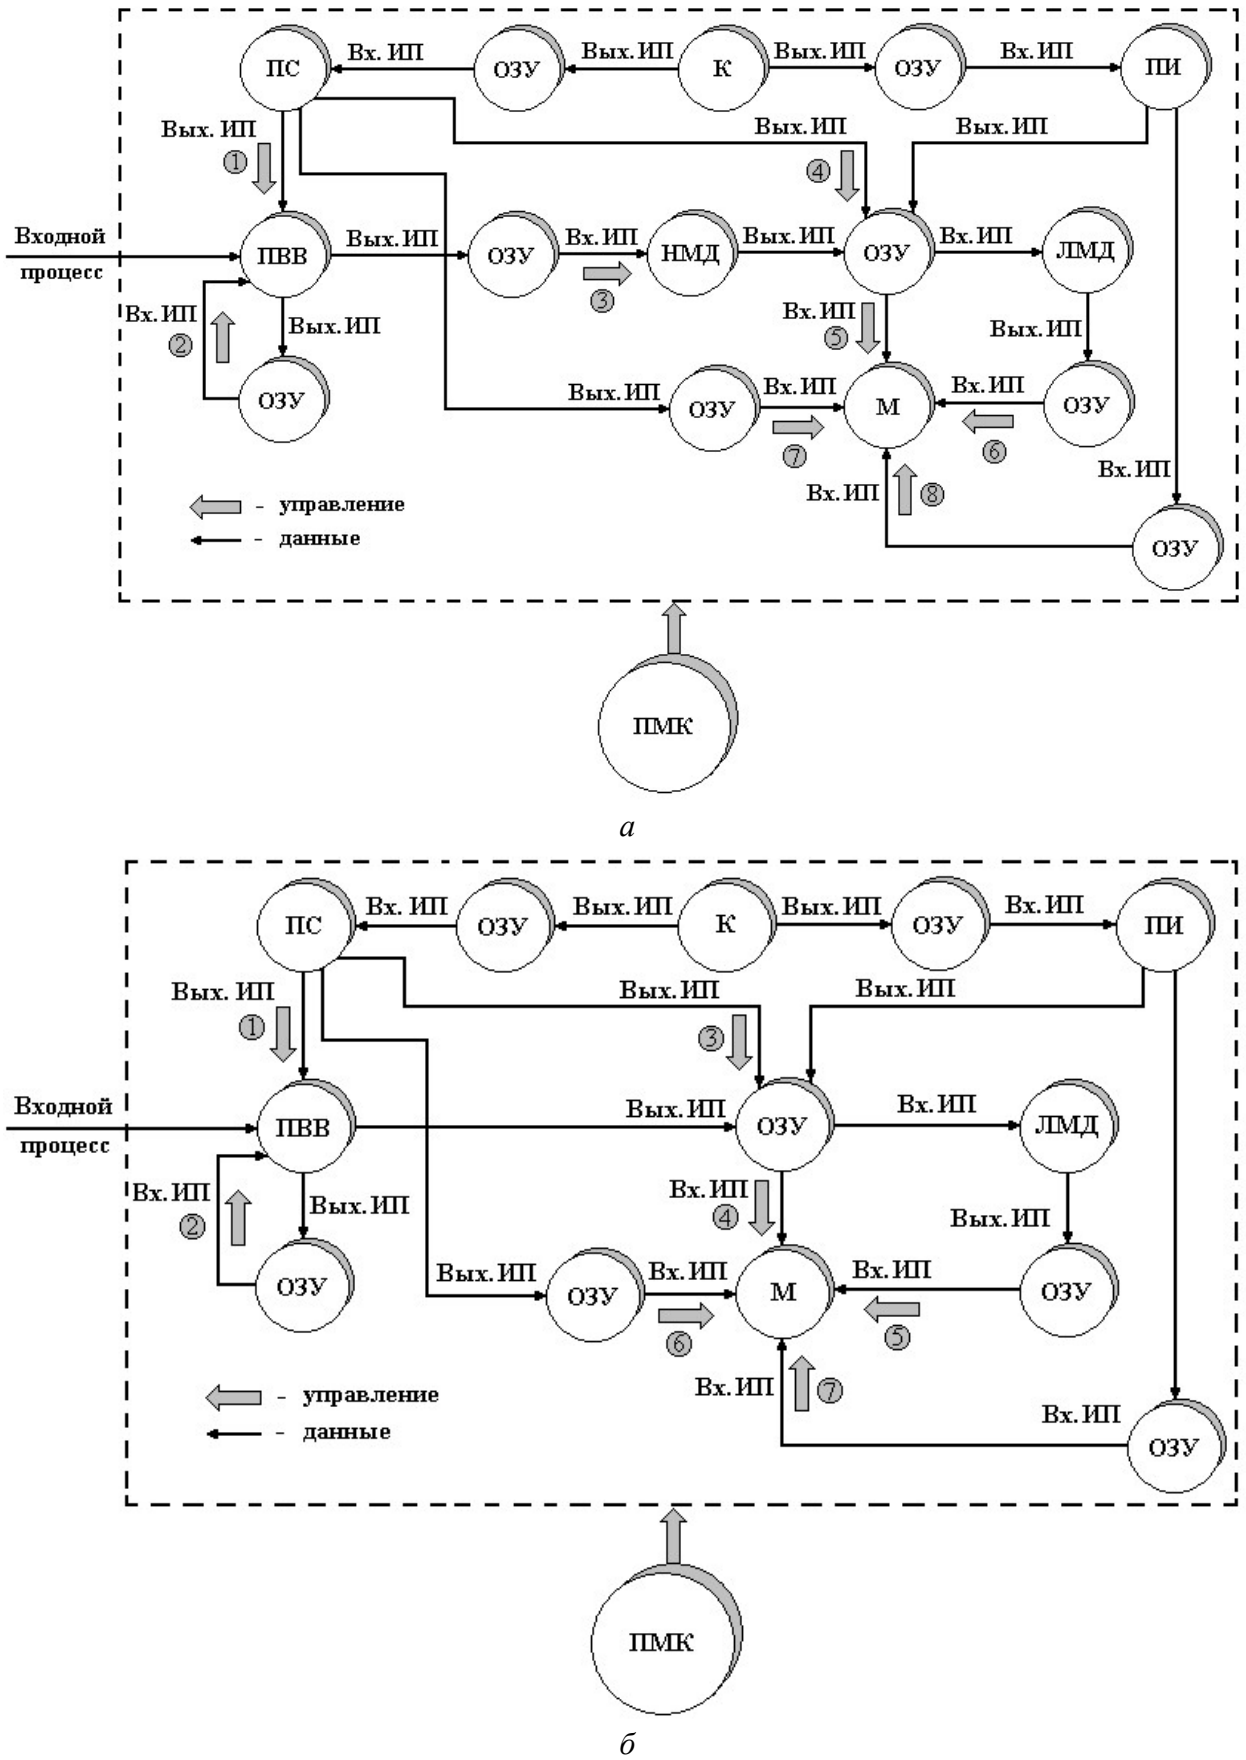 ПС Вх. ИП ОЗУ Вых. ИП К Вых. ИП ОЗУ Вх. ИП ПИ
Вых. ИП Вых. ИП Вых. ИП
1 4
Входной
процесс
ПВВ Вых. ИП ОЗУ Вх. ИП НМД Вых. ИП ОЗУ Вх. ИП ЛМД
3
Вх. ИП Вых. ИП Вх. ИП Вых. ИП
2 5
ОЗУ Вых. ИП ОЗУ Вх. ИП М Вх. ИП ОЗУ
7 6
Вх. ИП
Вх. ИП 8
- управление
- данные
ОЗУ
ПМК
а
ПС Вх. ИП ОЗУ Вых. ИП К Вых. ИП ОЗУ Вх. ИП ПИ
Вых. ИП Вых. ИП Вых. ИП
1 3
Входной
процесс
ПВВ Вых. ИП ОЗУ Вх. ИП ЛМД
Вх. ИП Вых. ИП Вх. ИП Вых. ИП
2 4
ОЗУ Вых. ИП ОЗУ Вх. ИП М Вх. ИП ОЗУ
6 5
Вх. ИП 7
- управление
- данные
Вх. ИП
ОЗУ
ПМК
б